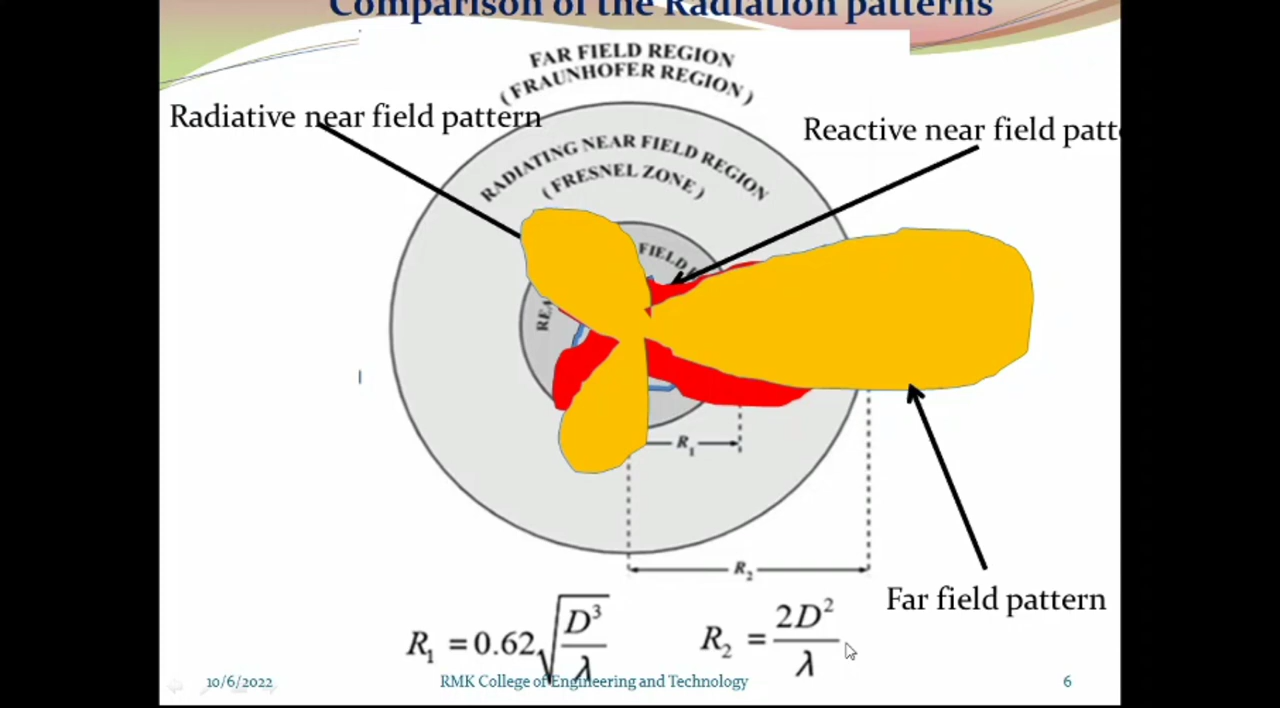 Comparison of the Radiation patterns
FAR FIELD REGION
( FRAUNHOFER REGION )
Radiative near field pattern
Reactive near field patt
RADIATING NEAR FIELD REGION
( FRESNEL ZONE )
FIELD
REA
R₁
R₂
Far field pattern
R₁ = 0.62√(D³/λ)
R₂ = 2D²/λ
10/6/2022
RMK College of Engineering and Technology
6